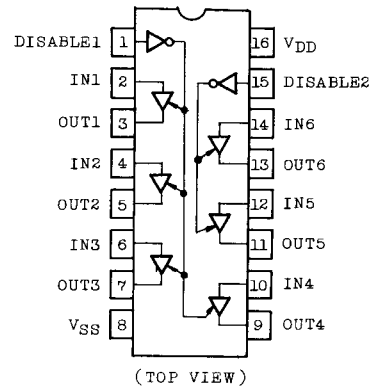 DISABLE1 1 16 VDD
IN1 2 15 DISABLE2
OUT1 3 14 IN6
IN2 4 13 OUT6
OUT2 5 12 IN5
IN3 6 11 OUT5
OUT3 7 10 IN4
VSS 8 9 OUT4
(TOP VIEW)